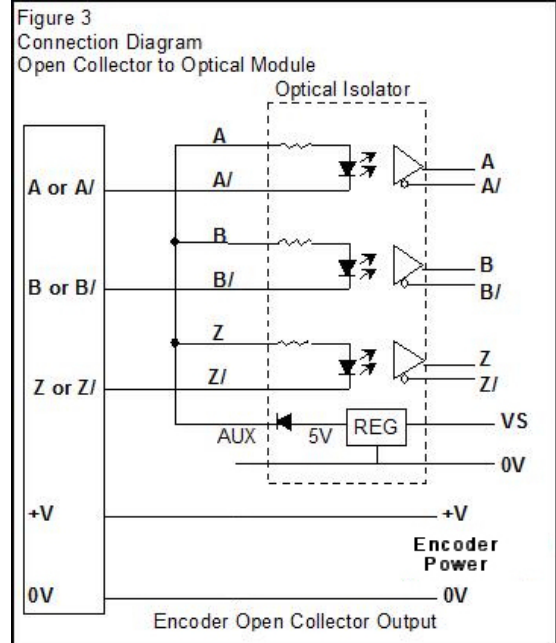 Figure 3
Connection Diagram
Open Collector to Optical Module
Optical Isolator
A
A
A or A/
A/
A/
B
B
B or B/
B/
B/
Z
Z
Z or Z/
Z/
Z/
AUX
5V
REG
VS
0V
+V
+V
Encoder
Power
0V
0V
Encoder Open Collector Output